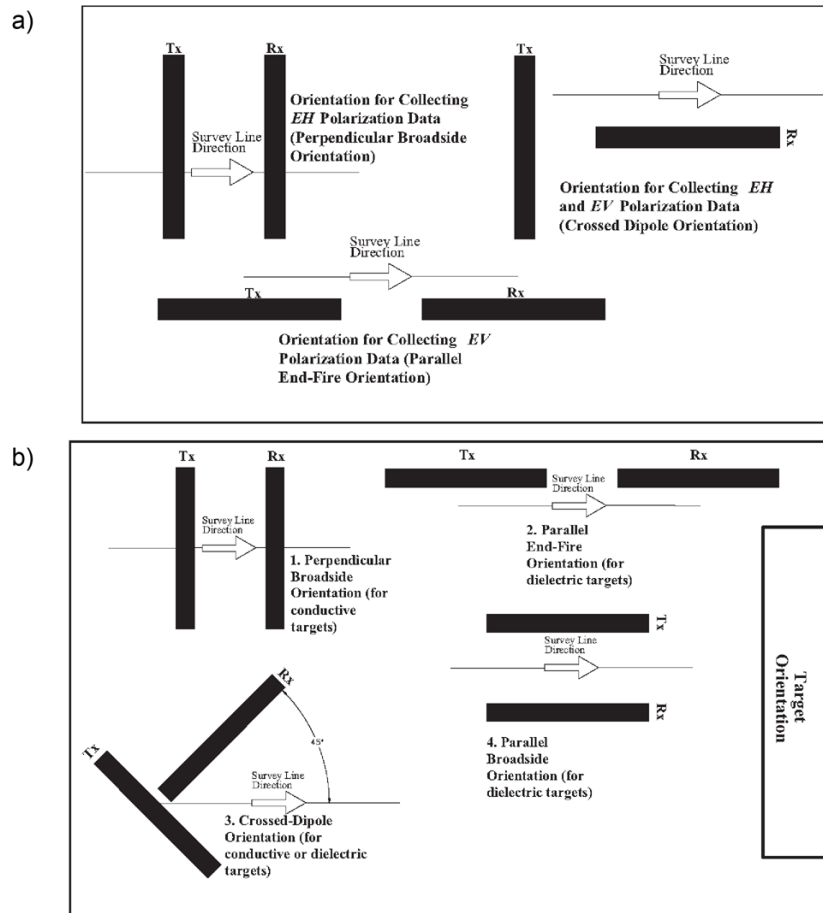 a)
Tx
Rx
Orientation for Collecting
EH Polarization Data
(Perpendicular Broadside
Orientation)
Survey Line
Direction
Tx
Survey Line
Direction
Rx
Orientation for Collecting EH
and EV Polarization Data
(Crossed Dipole Orientation)
Survey Line
Direction
Tx
Rx
Orientation for Collecting EV
Polarization Data (Parallel
End-Fire Orientation)
b)
Tx
Rx
Survey Line
Direction
1. Perpendicular
Broadside
Orientation (for
conductive
targets)
Tx
Rx
Survey Line
Direction
2. Parallel
End-Fire
Orientation (for
dielectric targets)
Tx
Rx
45°
Survey Line
Direction
3. Crossed-Dipole
Orientation (for
conductive or dielectric
targets)
Tx
Survey Line
Direction
Rx
4. Parallel
Broadside
Orientation (for
dielectric targets)
Target
Orientation